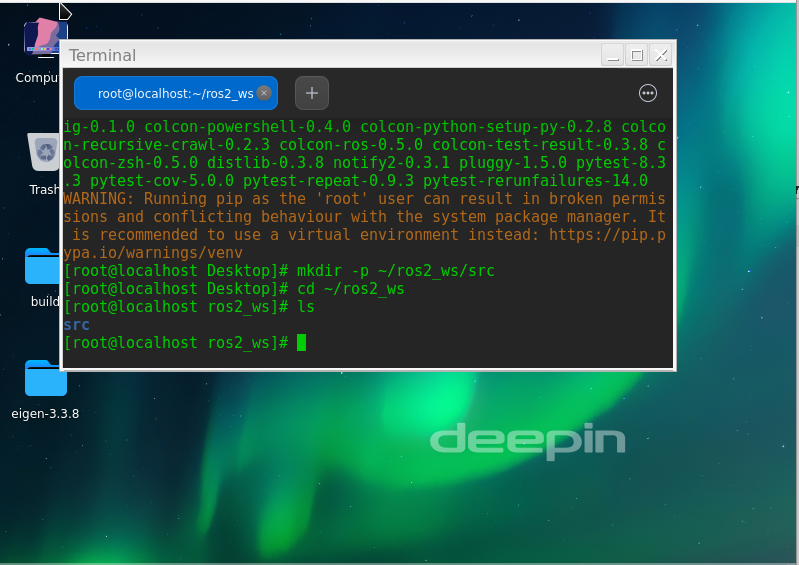 Terminal
root@localhost:~/ros2_ws
ig-0.1.0 colcon-powershell-0.4.0 colcon-python-setup-py-0.2.8 colco
n-recursive-crawl-0.2.3 colcon-ros-0.5.0 colcon-test-result-0.3.8 c
olcon-zsh-0.5.0 distlib-0.3.8 notify2-0.3.1 pluggy-1.5.0 pytest-8.3
.3 pytest-cov-5.0.0 pytest-repeat-0.9.3 pytest-rerunfailures-14.0
WARNING: Running pip as the 'root' user can result in broken permis
sions and conflicting behaviour with the system package manager. It
 is recommended to use a virtual environment instead: https://pip.p
ypa.io/warnings/venv
[root@localhost Desktop]# mkdir -p ~/ros2_ws/src
[root@localhost Desktop]# cd ~/ros2_ws
[root@localhost ros2_ws]# ls
src
[root@localhost ros2_ws]#
Compu
Trash
build
eigen-3.3.8
deepin